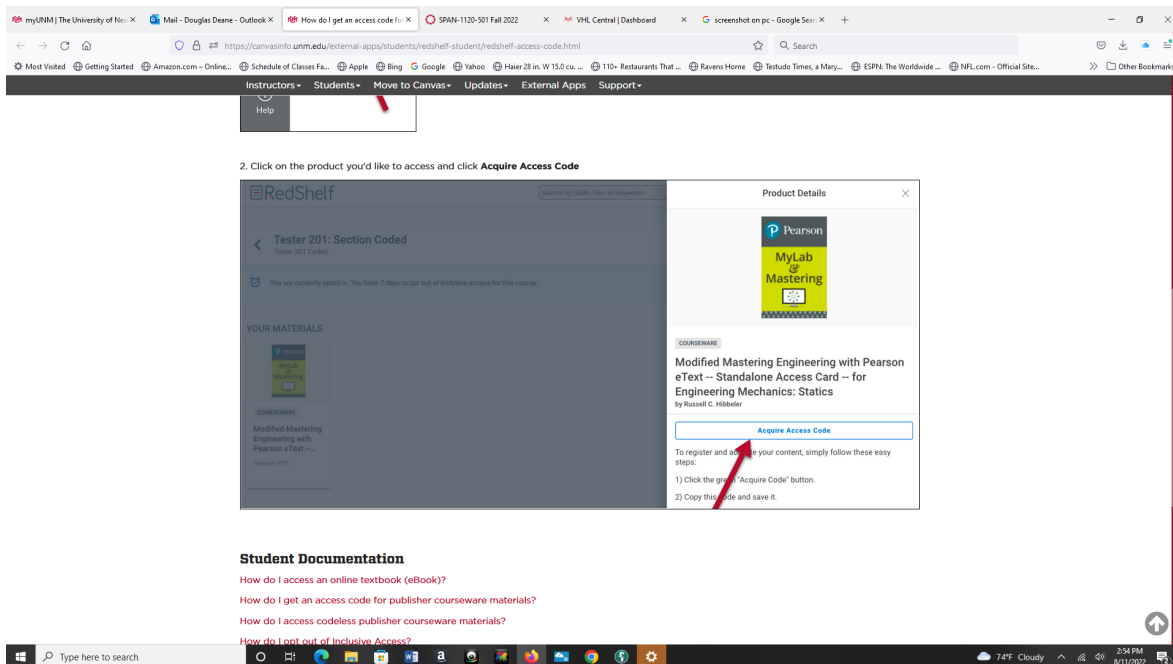 myUNM | The University of New
Mail - Douglas Deane - Outlook
How do I get an access code for
SPAN-1120-501 Fall 2022
VHL Central | Dashboard
screenshot on pc - Google Sear
https://canvasinfo.unm.edu/external-apps/students/redshelf-student/redshelf-access-code.html
Search
Most Visited Getting Started Amazon.com – Online... Schedule of Classes Fa... Apple Bing Google Yahoo Haier 28 in. W 15.0 cu. ... 110+ Restaurants That ... Ravens Home Testudo Times, a Mary... ESPN: The Worldwide ... NFL.com - Official Site... Other Bookmarks
Instructors Students Move to Canvas Updates External Apps Support
Help
2. Click on the product you'd like to access and click Acquire Access Code
RedShelf
Search by ISBN, Title, or Keywords
Tester 201: Section Coded
Tester 201 Coded
You are currently opted in. You have 2 days to opt out of inclusive access for this course.
YOUR MATERIALS
Pearson
MyLab
&
Mastering
COURSEWARE
Modified Mastering
Engineering with
Pearson eText --...
Pearson PPC
Product Details
Pearson
MyLab
&
Mastering
COURSEWARE
Modified Mastering Engineering with Pearson
eText -- Standalone Access Card -- for
Engineering Mechanics: Statics
by Russell C. Hibbeler
Acquire Access Code
To register and your content, simply follow these easy
steps:
1) Click the "Acquire Code" button.
2) Copy this code and save it.
Student Documentation
How do I access an online textbook (eBook)?
How do I get an access code for publisher courseware materials?
How do I access codeless publisher courseware materials?
How do I opt out of Inclusive Access?
Type here to search
74°F Cloudy
2:54 PM
8/11/2022